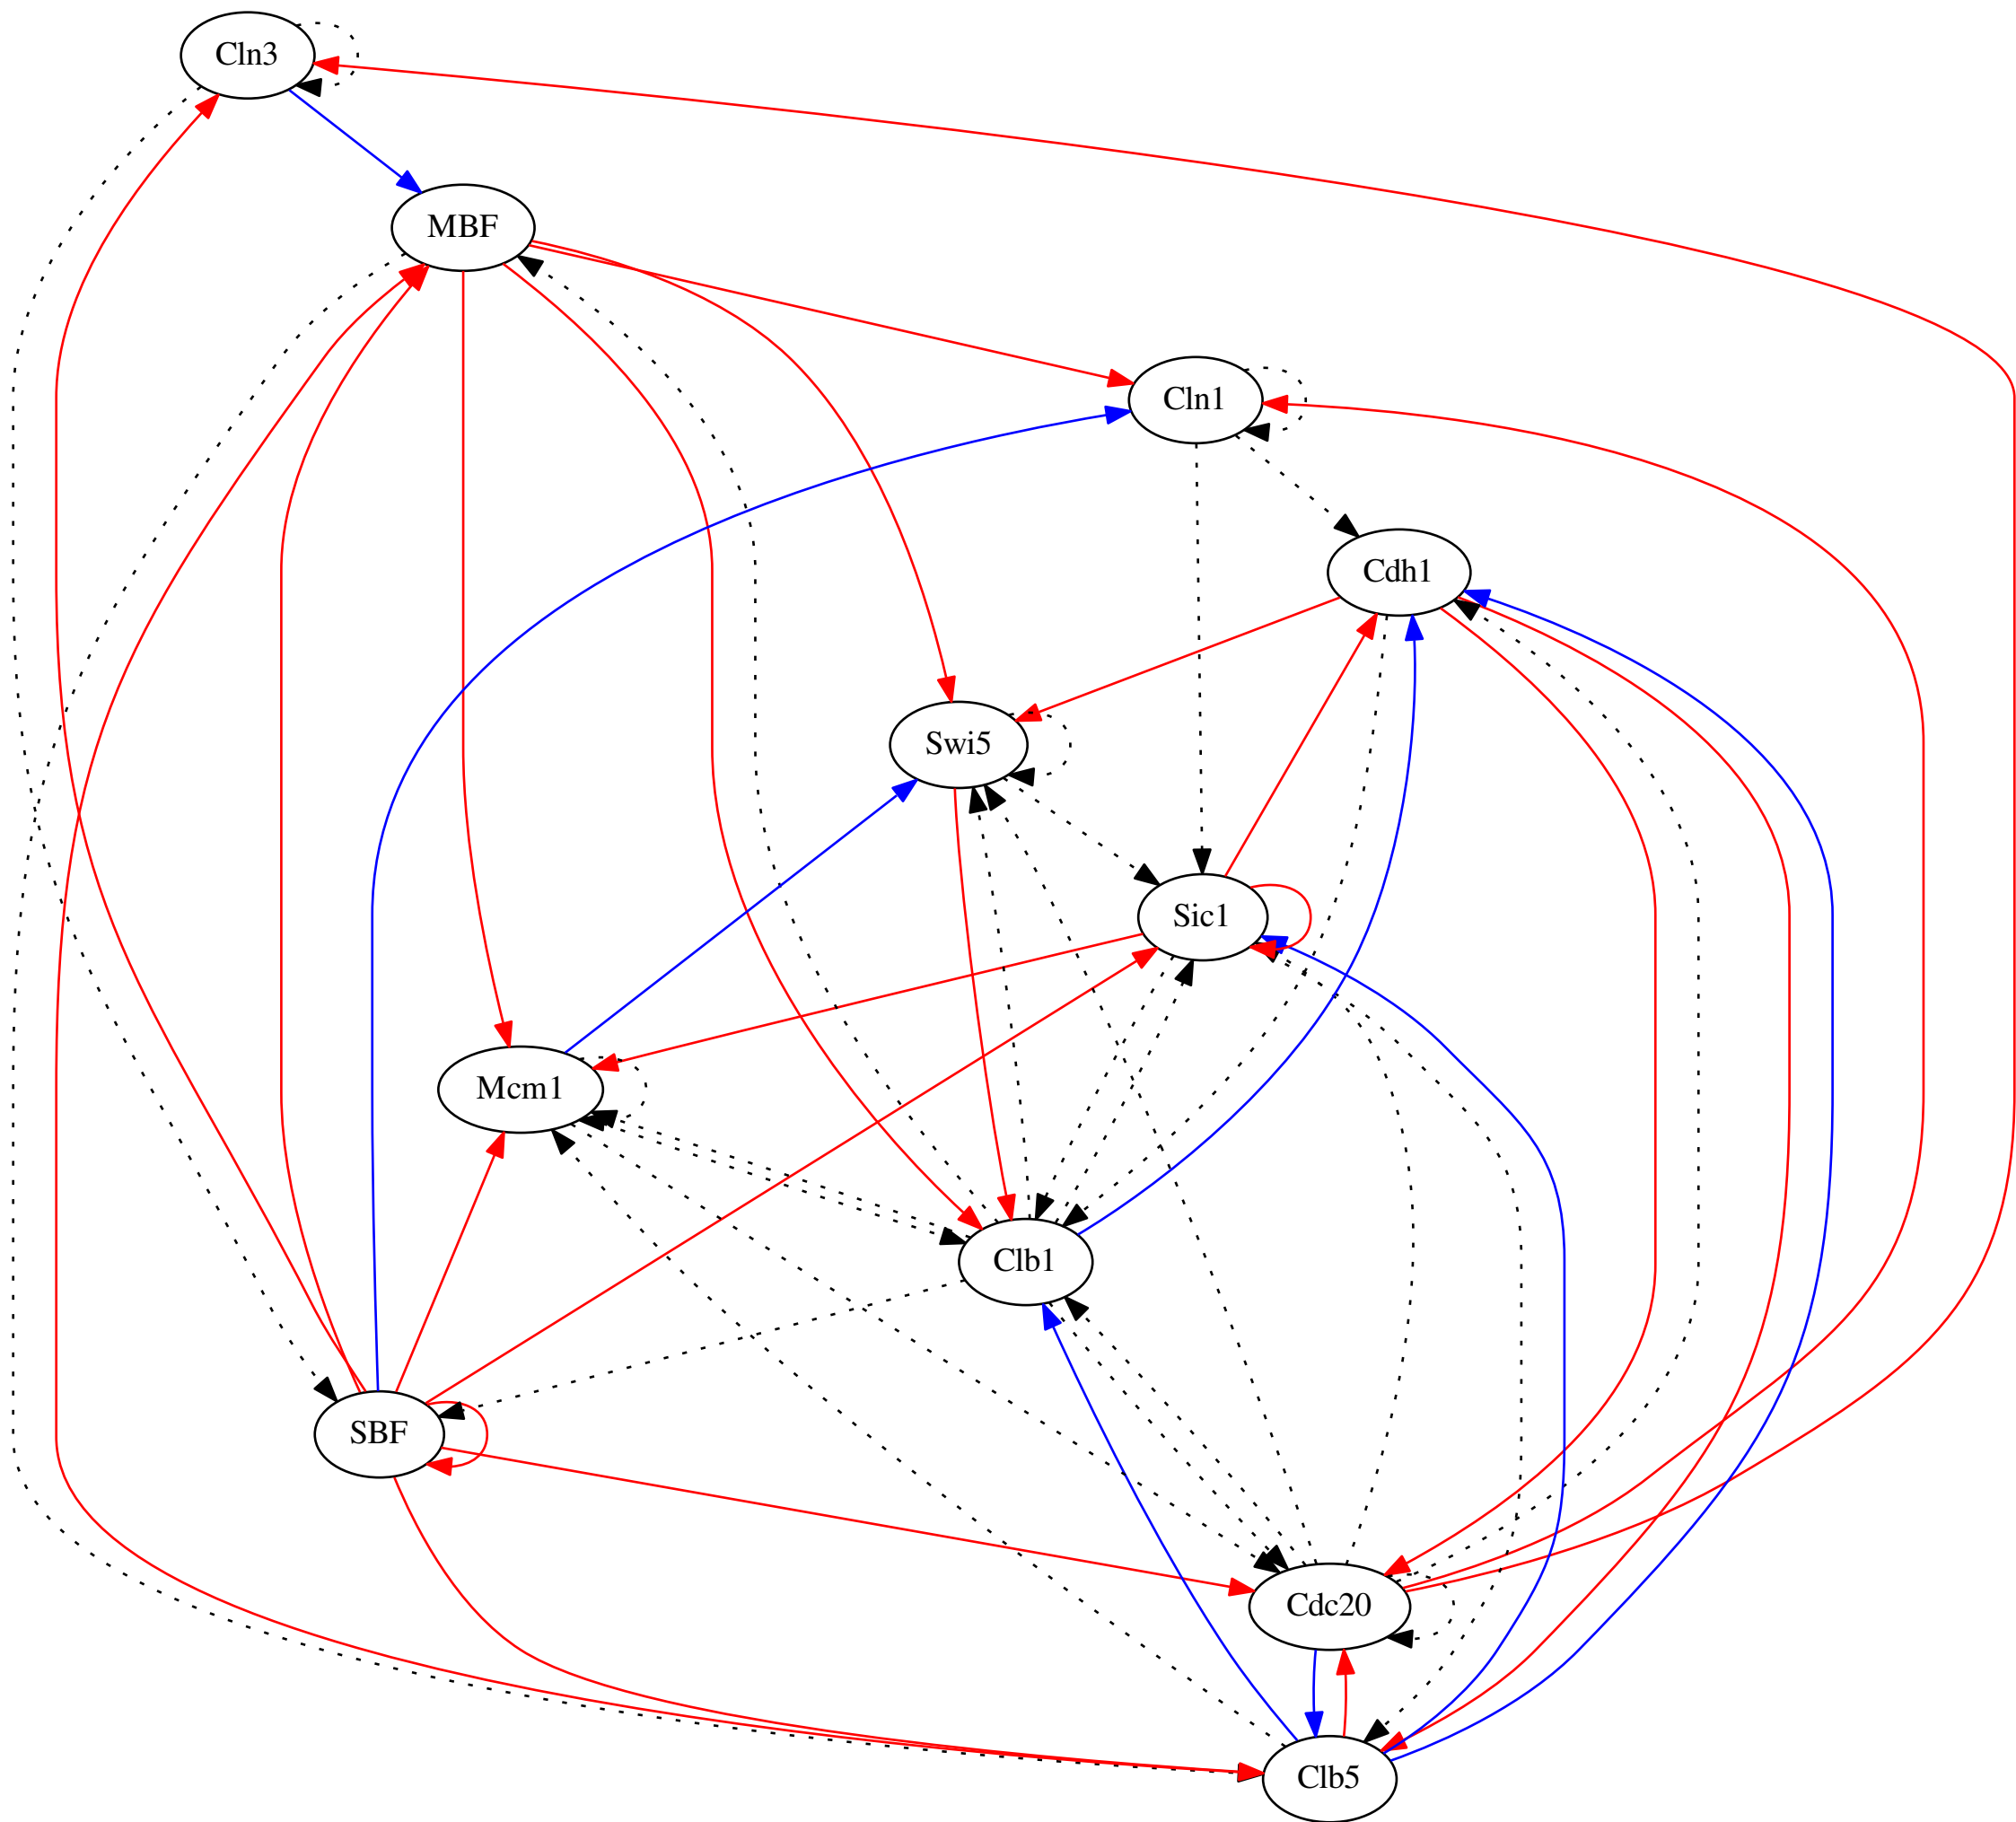 Cln3
MBF
Cln1
Cdh1
Swi5
Sic1
Mcm1
Clb1
SBF
Cdc20
Clb5